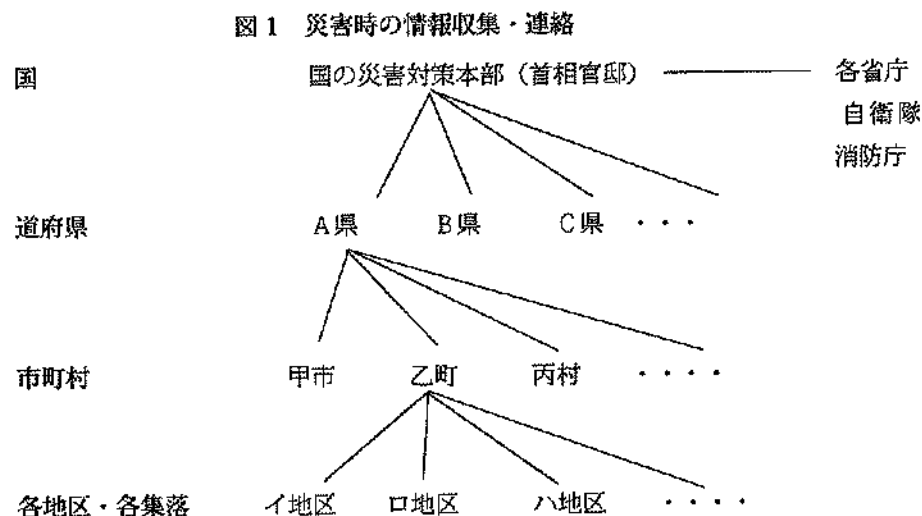 図1 災害時の情報収集・連絡
国 国の災害対策本部（首相官邸） 各省庁
自衛隊
消防庁
道府県 A県 B県 C県 ・・・
市町村 甲市 乙町 丙村 ・・・・
各地区・各集落 イ地区 ロ地区 ハ地区 ・・・・